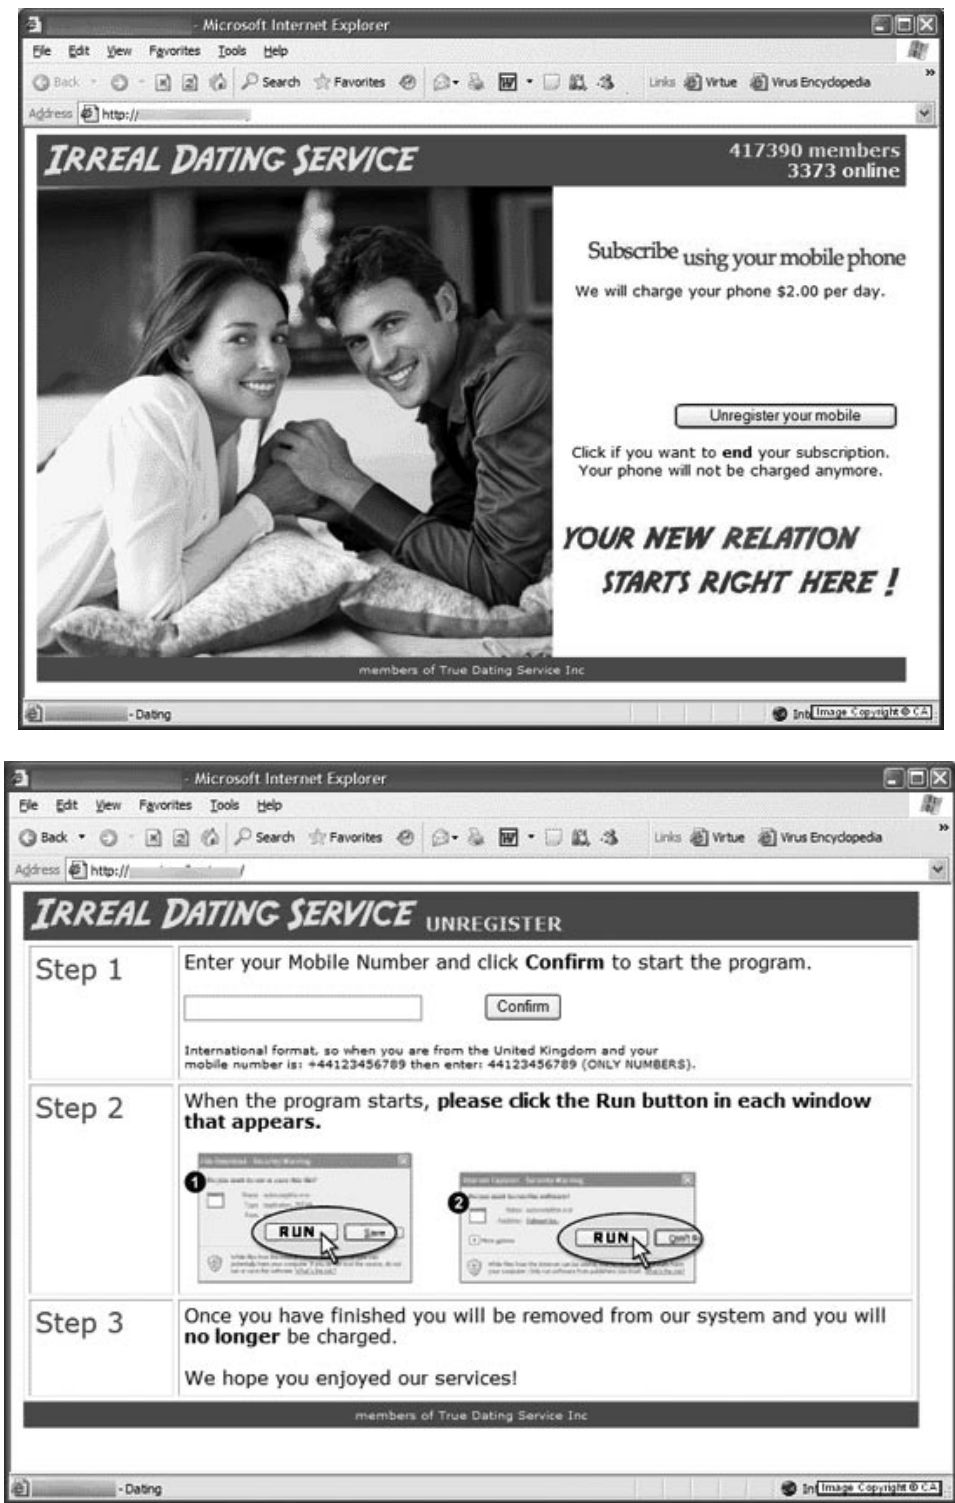 - Microsoft Internet Explorer
File Edit View Favorites Tools Help
Back Search Favorites Links Virtue Virus Encyclopedia »
Address http://
IRREAL DATING SERVICE
417390 members
3373 online
Subscribe using your mobile phone
We will charge your phone $2.00 per day.
Unregister your mobile
Click if you want to end your subscription.
Your phone will not be charged anymore.
YOUR NEW RELATION
STARTS RIGHT HERE !
members of True Dating Service Inc
- Dating
Image Copyright © CA
- Microsoft Internet Explorer
File Edit View Favorites Tools Help
Back Search Favorites Links Virtue Virus Encyclopedia »
Address http:// /
IRREAL DATING SERVICE UNREGISTER
Step 1
Enter your Mobile Number and click Confirm to start the program.
Confirm
International format, so when you are from the United Kingdom and your
mobile number is: +44123456789 then enter: 44123456789 (ONLY NUMBERS).
Step 2
When the program starts, please click the Run button in each window
that appears.
1
RUN Save
2
RUN
Step 3
Once you have finished you will be removed from our system and you will
no longer be charged.
We hope you enjoyed our services!
members of True Dating Service Inc
- Dating
Image Copyright © CA